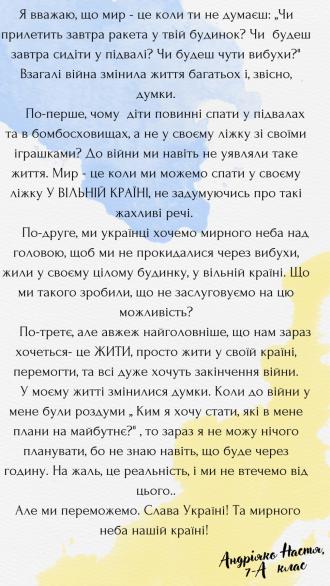 Я вважаю, що мир - це коли ти не думаєш: „Чи
прилетить завтра ракета у твій будинок? Чи будеш
завтра сидіти у підвалі? Чи будеш чути вибухи?"
Взагалі війна змінила життя багатьох і, звісно,
думки.
По-перше, чому діти повинні спати у підвалах
та в бомбосховищах, а не у своєму ліжку зі своїми
іграшками? До війни ми навіть не уявляли таке
життя. Мир - це коли ми можемо спати у своєму
ліжку У ВІЛЬНІЙ КРАЇНІ, не задумуючись про такі
жахливі речі.
По-друге, ми українці хочемо мирного неба над
головою, щоб ми не прокидалися через вибухи,
жили у своєму цілому будинку, у вільній країні. Що
ми такого зробили, що не заслуговуємо на цю
можливість?
По-третє, але авжеж найголовніше, що нам зараз
хочеться- це ЖИТИ, просто жити у своїй країні,
перемогти, та всі дуже хочуть закінчення війни.
У моєму житті змінилися думки. Коли до війни у
мене були роздуми „ Ким я хочу стати, які в мене
плани на майбутнє?" , то зараз я не можу нічого
планувати, бо не знаю навіть, що буде через
годину. На жаль, це реальність, і ми не втечемо від
цього..
Але ми переможемо. Слава Україні! Та мирного
неба нашій країні!
Андріяко Настя,
7-А клас